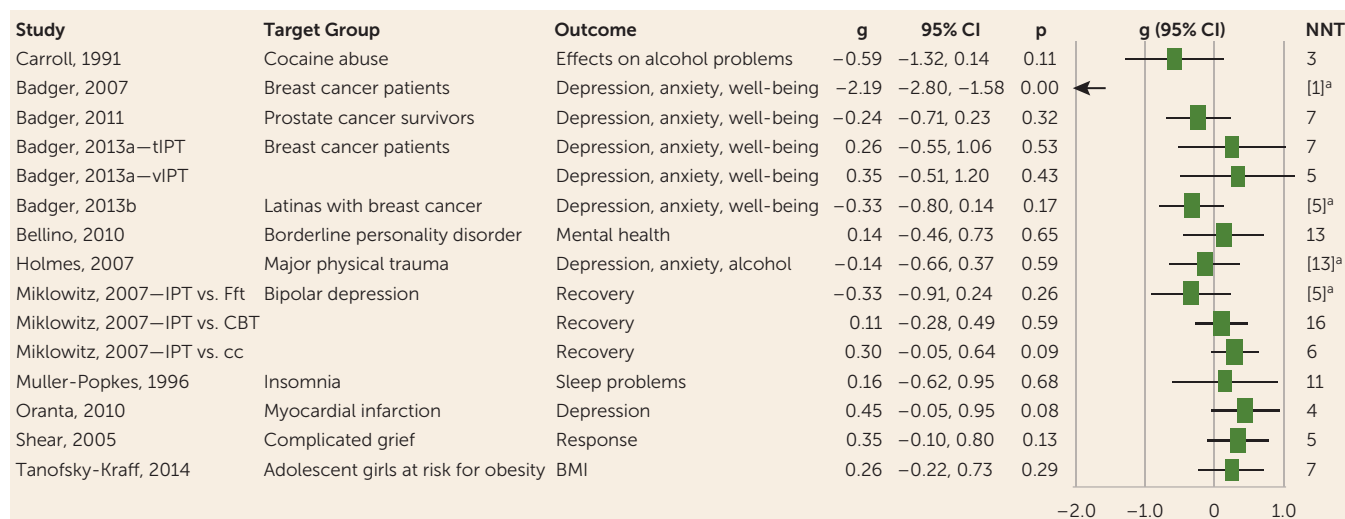 Study Target Group Outcome g 95% CI p g (95% CI) NNT
Carroll, 1991 Cocaine abuse Effects on alcohol problems −0.59 −1.32, 0.14 0.11 3
Badger, 2007 Breast cancer patients Depression, anxiety, well-being −2.19 −2.80, −1.58 0.00 [1]ᵃ
Badger, 2011 Prostate cancer survivors Depression, anxiety, well-being −0.24 −0.71, 0.23 0.32 7
Badger, 2013a—tIPT Breast cancer patients Depression, anxiety, well-being 0.26 −0.55, 1.06 0.53 7
Badger, 2013a—vIPT Depression, anxiety, well-being 0.35 −0.51, 1.20 0.43 5
Badger, 2013b Latinas with breast cancer Depression, anxiety, well-being −0.33 −0.80, 0.14 0.17 [5]ᵃ
Bellino, 2010 Borderline personality disorder Mental health 0.14 −0.46, 0.73 0.65 13
Holmes, 2007 Major physical trauma Depression, anxiety, alcohol −0.14 −0.66, 0.37 0.59 [13]ᵃ
Miklowitz, 2007—IPT vs. Fft Bipolar depression Recovery −0.33 −0.91, 0.24 0.26 [5]ᵃ
Miklowitz, 2007—IPT vs. CBT Recovery 0.11 −0.28, 0.49 0.59 16
Miklowitz, 2007—IPT vs. cc Recovery 0.30 −0.05, 0.64 0.09 6
Muller-Popkes, 1996 Insomnia Sleep problems 0.16 −0.62, 0.95 0.68 11
Oranta, 2010 Myocardial infarction Depression 0.45 −0.05, 0.95 0.08 4
Shear, 2005 Complicated grief Response 0.35 −0.10, 0.80 0.13 5
Tanofsky-Kraff, 2014 Adolescent girls at risk for obesity BMI 0.26 −0.22, 0.73 0.29 7
−2.0 −1.0 0 1.0